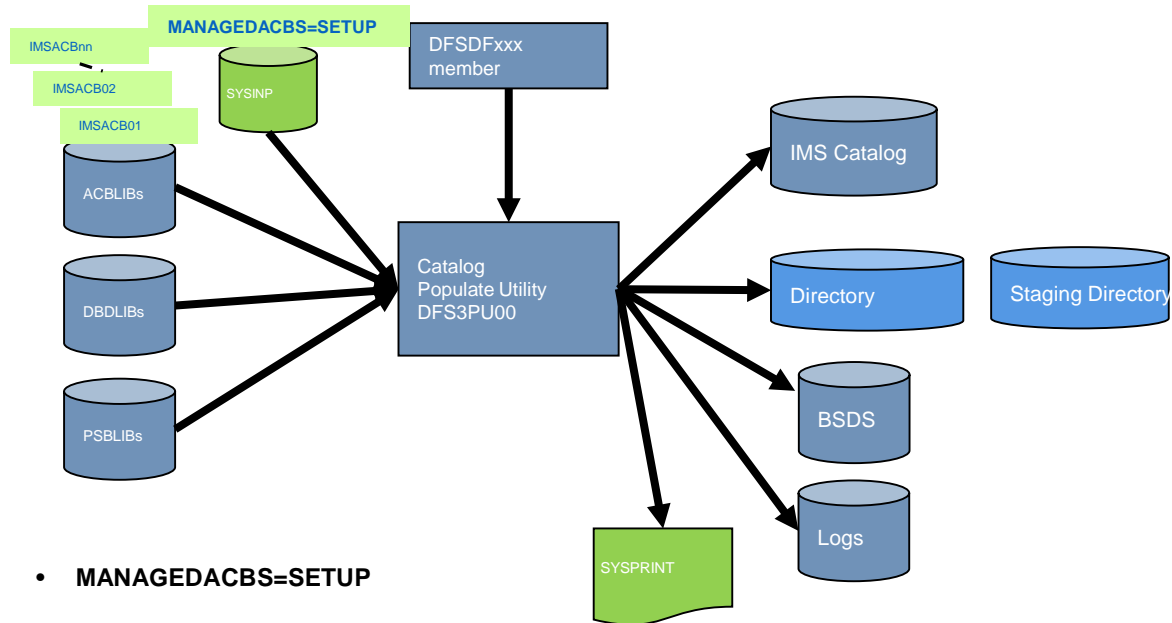 MANAGEDACBS=SETUP
IMSACBnn
IMSACB02
IMSACB01
SYSINP
DFSDFxxx
member
ACBLIBs
DBDLIBs
PSBLIBs
Catalog
Populate Utility
DFS3PU00
IMS Catalog
Directory
Staging Directory
BSDS
Logs
SYSPRINT
• MANAGEDACBS=SETUP